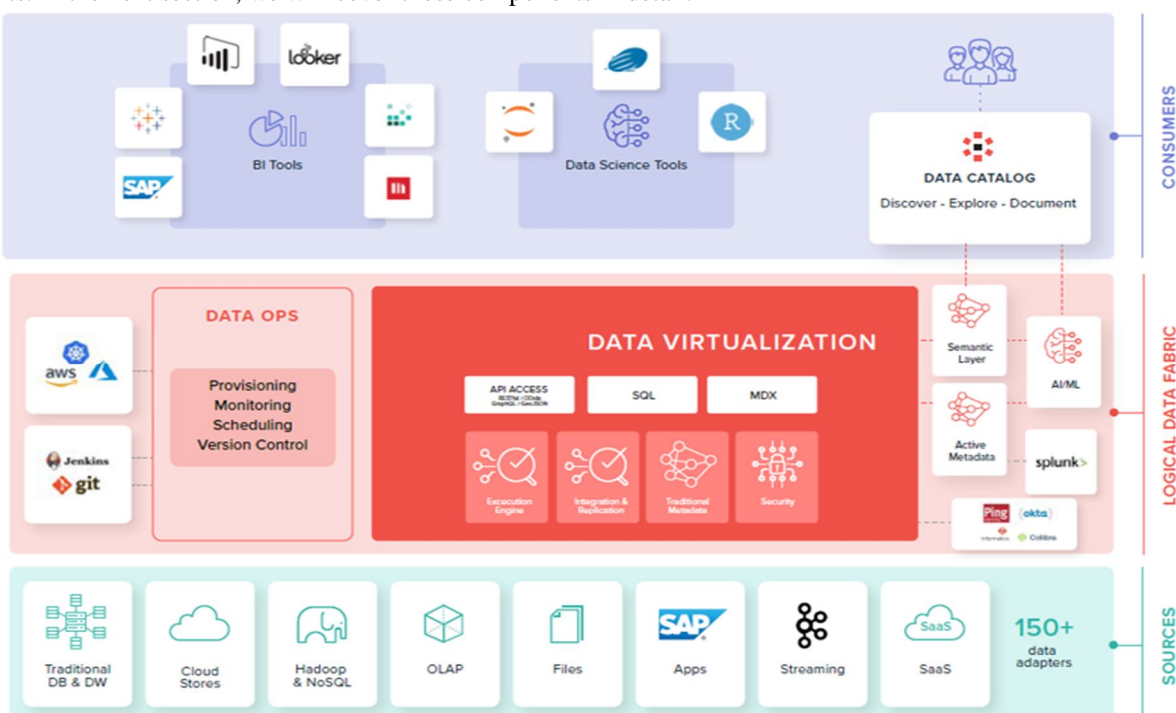 looker
SAP
BI Tools
Data Science Tools
R
DATA CATALOG
Discover - Explore - Document
CONSUMERS
aws
Jenkins
git
DATA OPS
Provisioning
Monitoring
Scheduling
Version Control
DATA VIRTUALIZATION
API ACCESS
SQL
MDX
Execution
Engine
Integration &
Replication
Traditional
Metadata
Security
Semantic
Layer
AI/ML
Active
Metadata
splunk>
Ping
okta
Informatica
Collibra
LOGICAL DATA FABRIC
Traditional
DB & DW
Cloud
Stores
Hadoop
& NoSQL
OLAP
Files
SAP
Apps
Streaming
SaaS
SaaS
150+
data
adapters
SOURCES